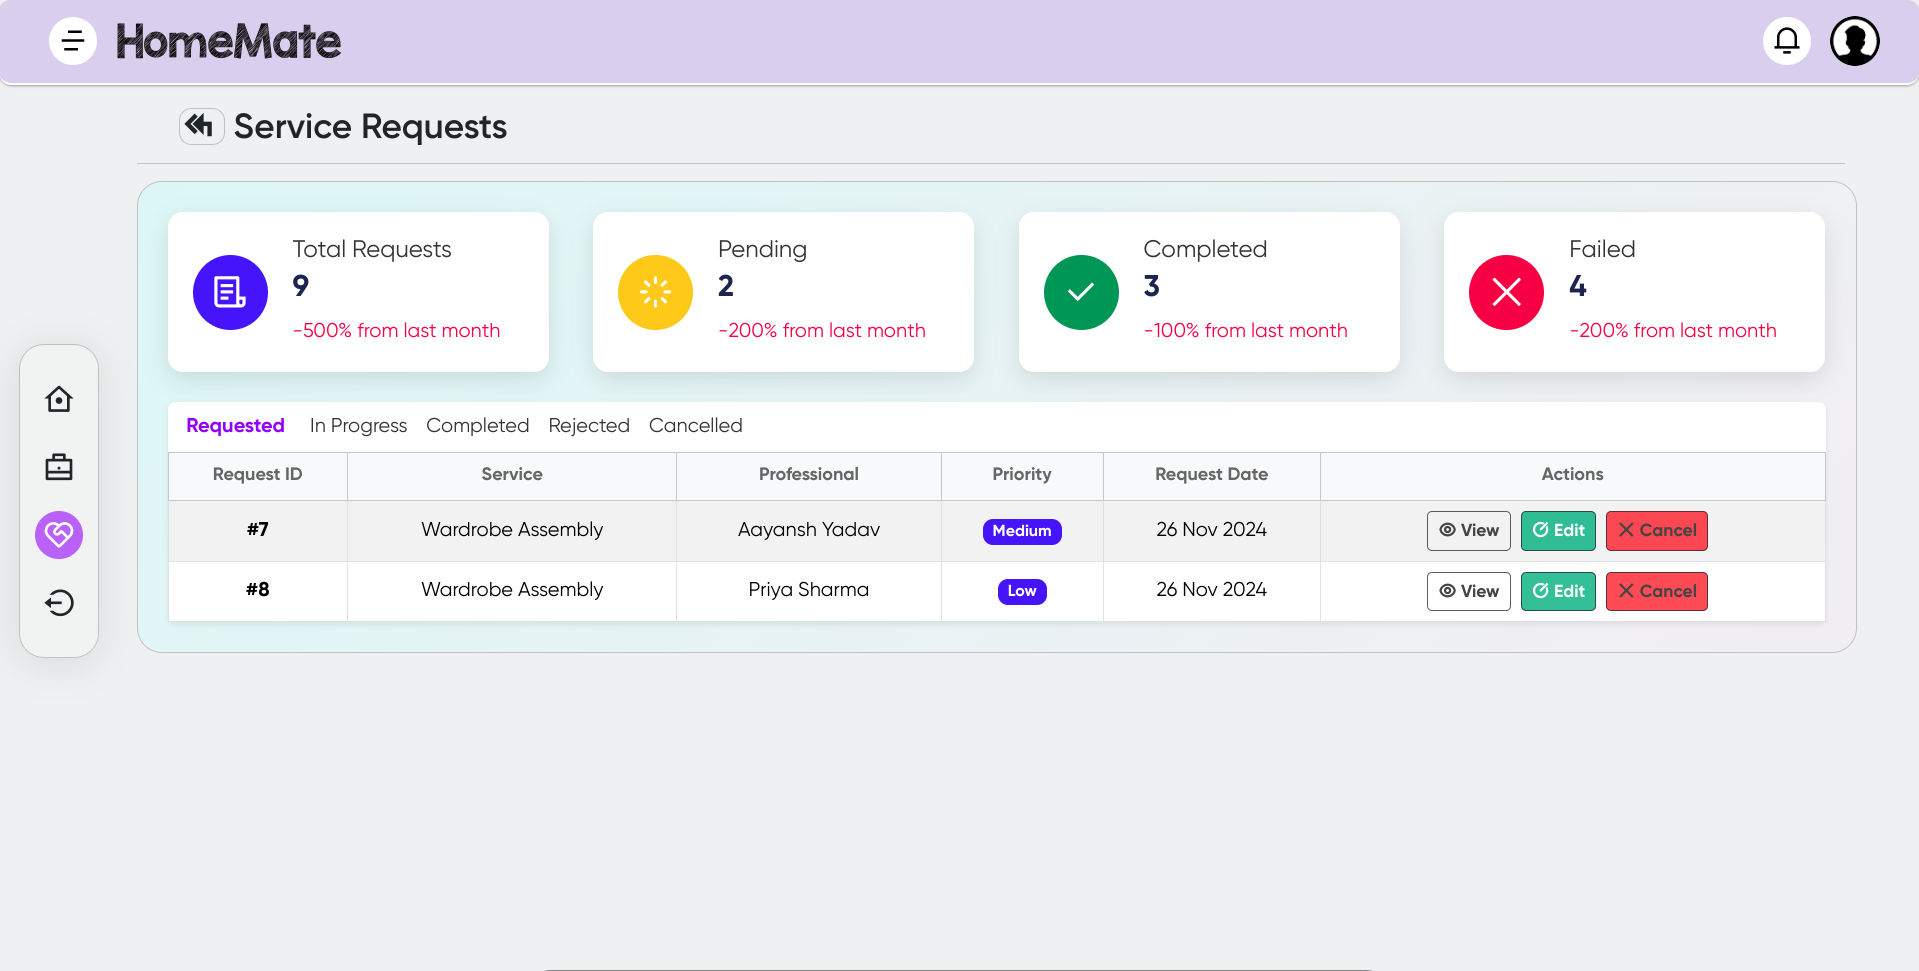 HomeMate
Service Requests
Total Requests
9
-500% from last month
Pending
2
-200% from last month
Completed
3
-100% from last month
Failed
4
-200% from last month
Requested In Progress Completed Rejected Cancelled
Request ID Service Professional Priority Request Date Actions
#7 Wardrobe Assembly Aayansh Yadav Medium 26 Nov 2024 View Edit Cancel
#8 Wardrobe Assembly Priya Sharma Low 26 Nov 2024 View Edit Cancel